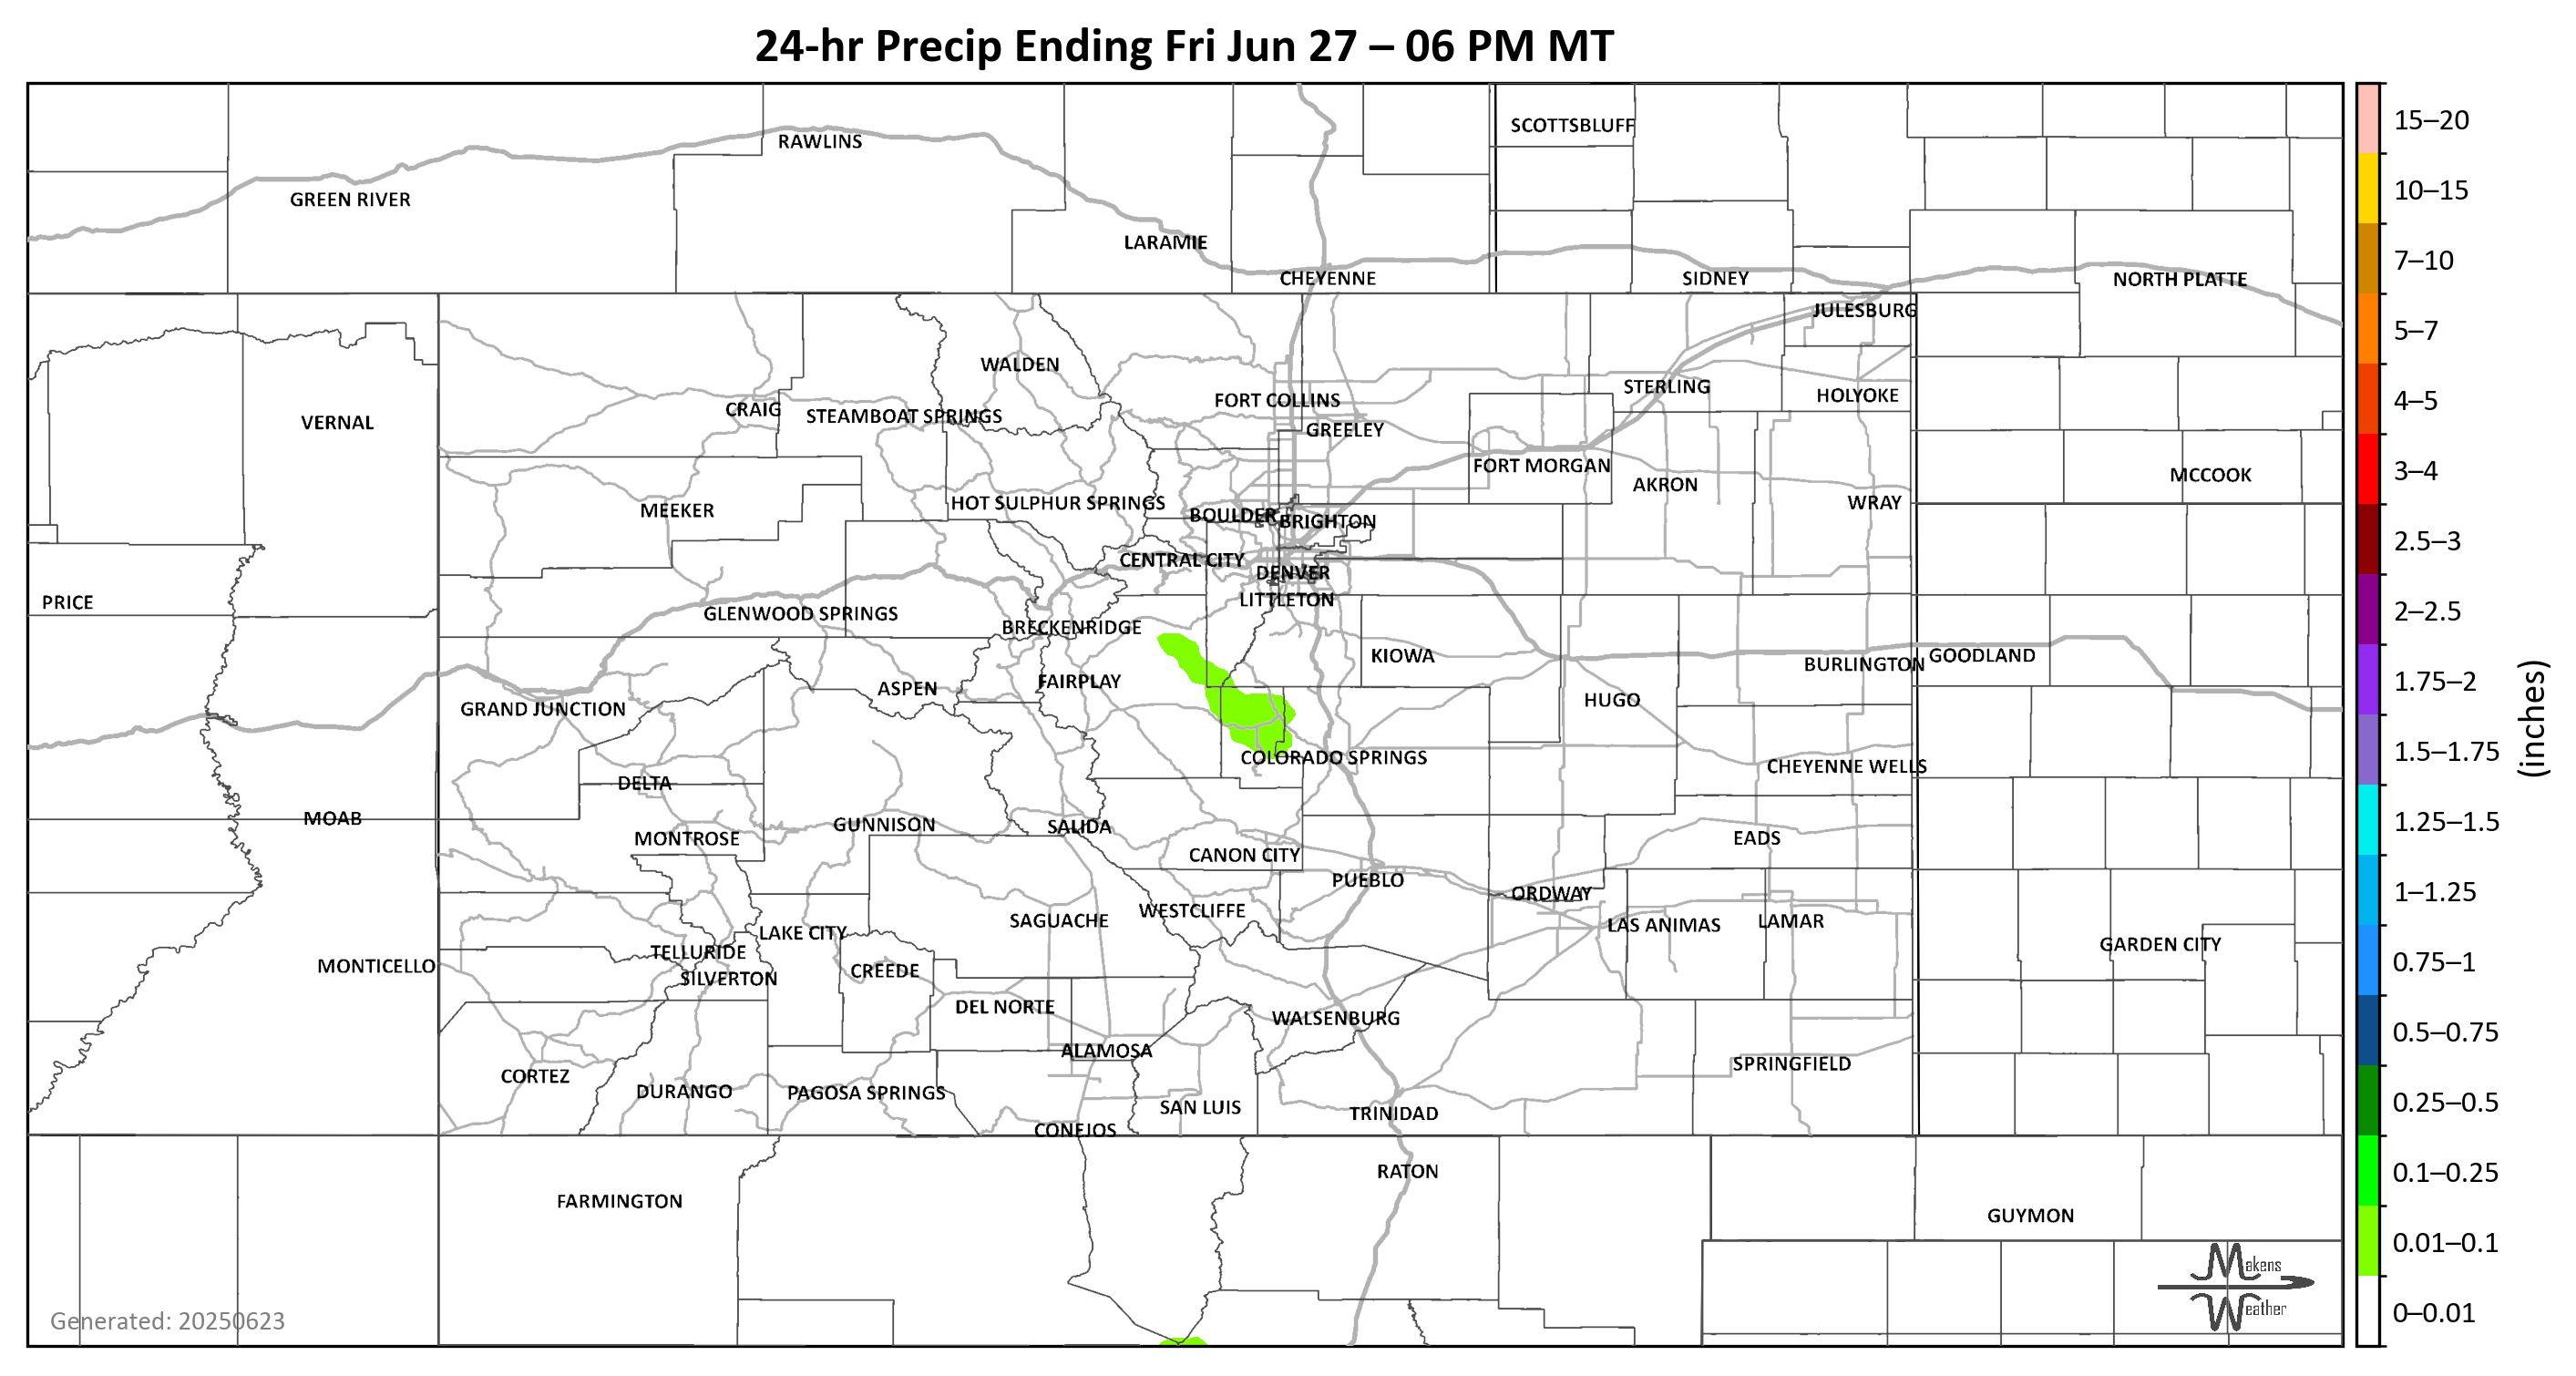 24-hr Precip Ending Fri Jun 27 – 06 PM MT
RAWLINS
SCOTTSBLUFF
GREEN RIVER
LARAMIE
CHEYENNE
SIDNEY
NORTH PLATTE
JULESBURG
WALDEN
VERNAL
CRAIG
STEAMBOAT SPRINGS
FORT COLLINS
GREELEY
STERLING
HOLYOKE
FORT MORGAN
AKRON
MCCOOK
WRAY
MEEKER
HOT SULPHUR SPRINGS
BOULDER
BRIGHTON
CENTRAL CITY
DENVER
LITTLETON
PRICE
GLENWOOD SPRINGS
BRECKENRIDGE
KIOWA
BURLINGTON
GOODLAND
GRAND JUNCTION
ASPEN
FAIRPLAY
HUGO
COLORADO SPRINGS
CHEYENNE WELLS
DELTA
MOAB
MONTROSE
GUNNISON
SALIDA
CANON CITY
EADS
PUEBLO
ORDWAY
SAGUACHE
WESTCLIFFE
LAS ANIMAS
LAMAR
LAKE CITY
TELLURIDE
GARDEN CITY
MONTICELLO
SILVERTON
CREEDE
DEL NORTE
WALSENBURG
ALAMOSA
CORTEZ
DURANGO
PAGOSA SPRINGS
SAN LUIS
TRINIDAD
SPRINGFIELD
CONEJOS
FARMINGTON
RATON
GUYMON
Generated: 20250623
Makens
Weather
15–20
10–15
7–10
5–7
4–5
3–4
2.5–3
2–2.5
1.75–2
1.5–1.75
1.25–1.5
1–1.25
0.75–1
0.5–0.75
0.25–0.5
0.1–0.25
0.01–0.1
0–0.01
(inches)